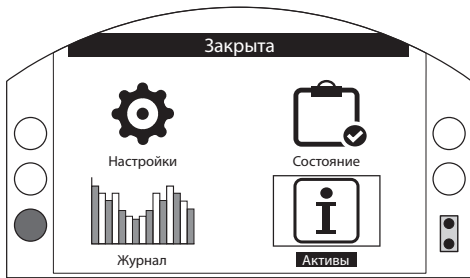 Закрыта
Настройки
Состояние
Журнал
Активы